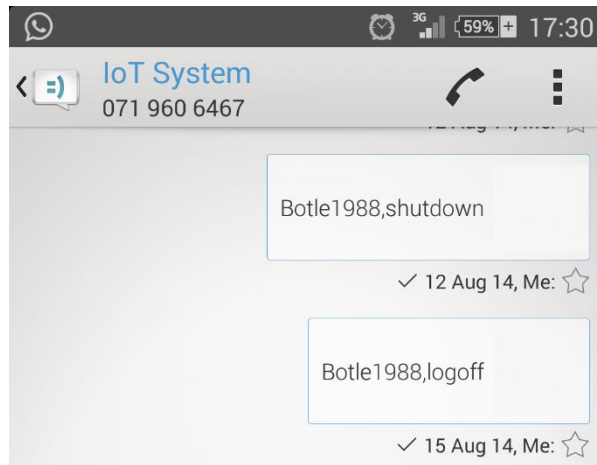 3G
59%
17:30
=)
IoT System
071 960 6467
Botle1988,shutdown
12 Aug 14, Me:
Botle1988,logoff
15 Aug 14, Me: